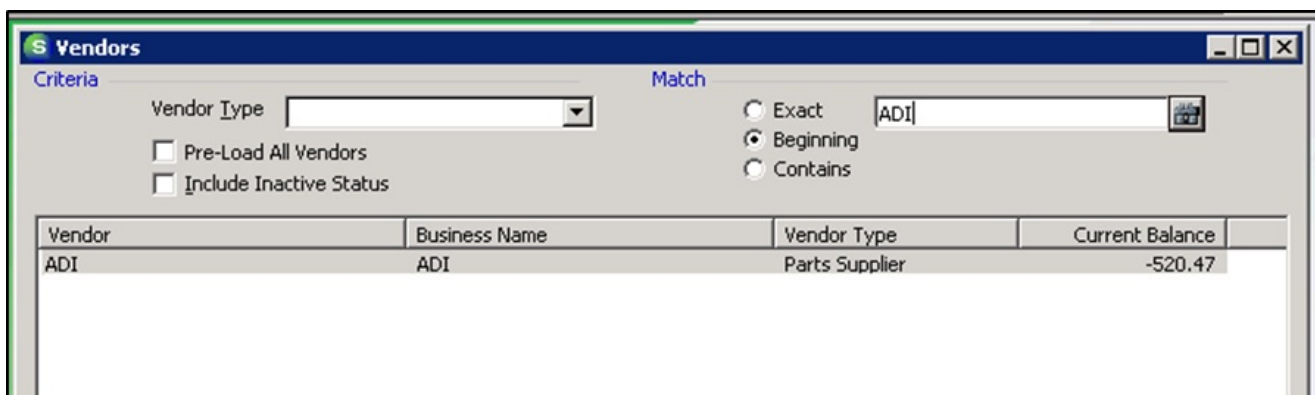 S Vendors
Criteria
Match
Vendor Type
Exact
ADI
Beginning
Pre-Load All Vendors
Contains
Include Inactive Status
Vendor Business Name Vendor Type Current Balance
ADI ADI Parts Supplier -520.47